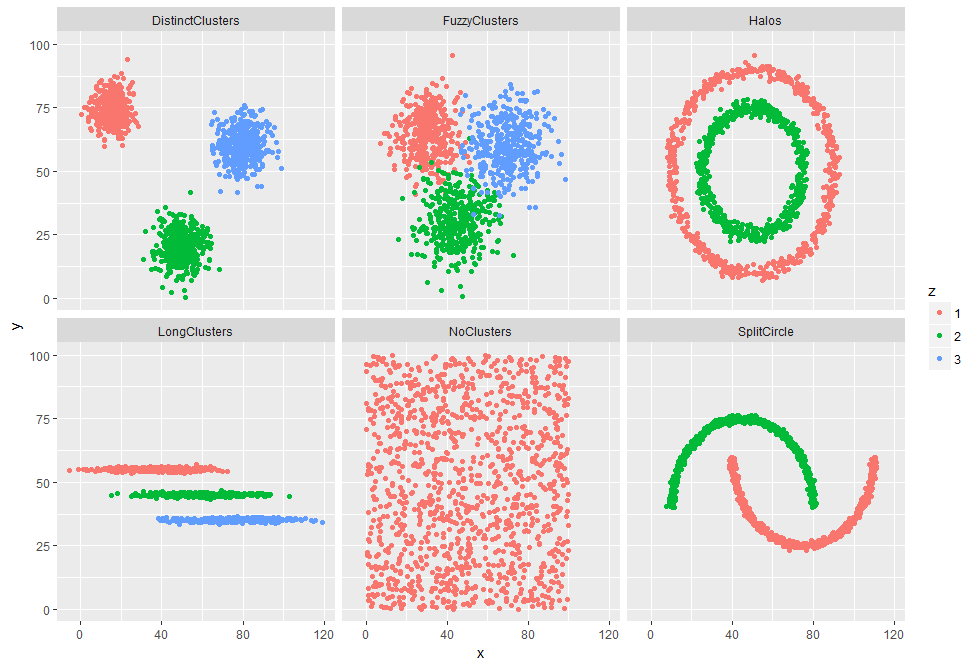 DistinctClusters FuzzyClusters Halos
100
75
50
25
0
LongClusters NoClusters SplitCircle
100
75
50
25
0
0 40 80 120 0 40 80 120 0 40 80 120
x
y
z
1
2
3